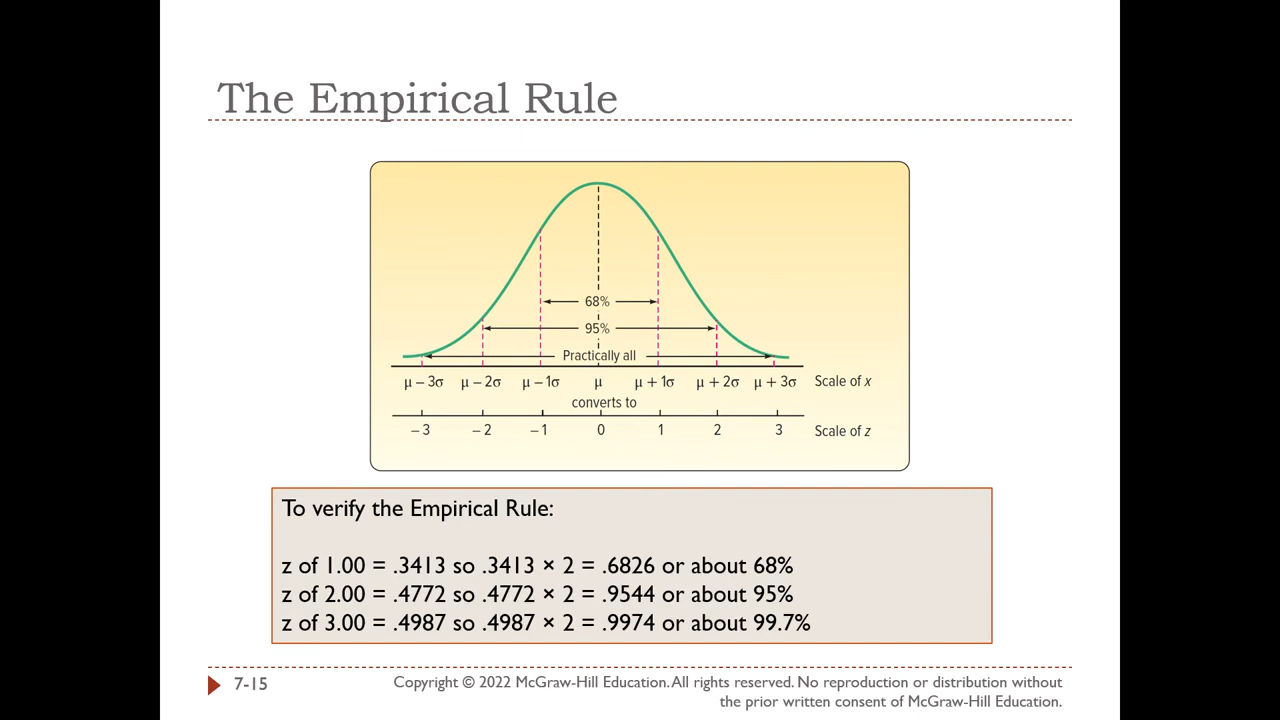 The Empirical Rule
68%
95%
Practically all
μ – 3σ μ – 2σ μ – 1σ μ μ + 1σ μ + 2σ μ + 3σ Scale of x
converts to
– 3 – 2 – 1 0 1 2 3 Scale of z
To verify the Empirical Rule:
z of 1.00 = .3413 so .3413 × 2 = .6826 or about 68%
z of 2.00 = .4772 so .4772 × 2 = .9544 or about 95%
z of 3.00 = .4987 so .4987 × 2 = .9974 or about 99.7%
7-15
Copyright © 2022 McGraw-Hill Education. All rights reserved. No reproduction or distribution without
the prior written consent of McGraw-Hill Education.